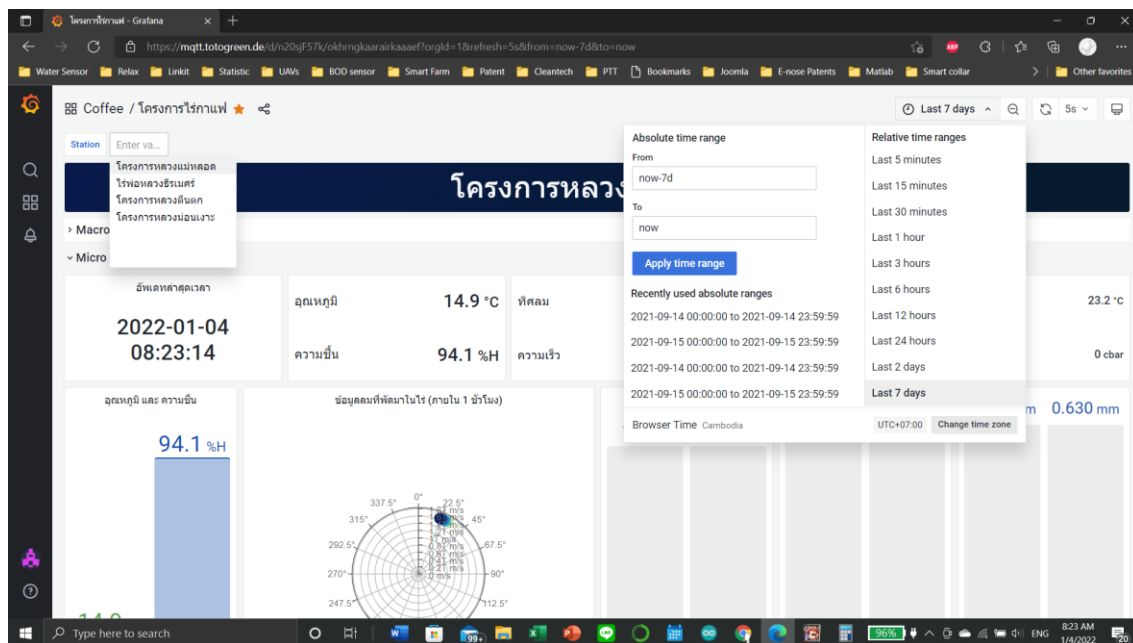 โครงการไร่กาแฟ - Grafana
https://mqtt.totogreen.de/d/n20sjF57k/okhrngkaarairkaaaef?orgId=1&refresh=5s&from=now-7d&to=now
Water Sensor Relax Linkit Statistic UAVs BOD sensor Smart Farm Patent Cleantech PTT Bookmarks Joomla E-nose Patents Matlab Smart collar Other favorites
Coffee / โครงการไร่กาแฟ
Last 7 days
5s
Station
Enter va...
โครงการหลวงแม่หลอด
ไร่พ่อหลวงธีรเมศร์
โครงการหลวงตีนตก
โครงการหลวงม่อนเงาะ
โครงการหลวง
Macro
Micro
Absolute time range
From
now-7d
To
now
Apply time range
Recently used absolute ranges
2021-09-14 00:00:00 to 2021-09-14 23:59:59
2021-09-15 00:00:00 to 2021-09-15 23:59:59
2021-09-14 00:00:00 to 2021-09-14 23:59:59
2021-09-15 00:00:00 to 2021-09-15 23:59:59
Relative time ranges
Last 5 minutes
Last 15 minutes
Last 30 minutes
Last 1 hour
Last 3 hours
Last 6 hours
Last 12 hours
Last 24 hours
Last 2 days
Last 7 days
Browser Time Cambodia
UTC+07:00
Change time zone
อัพเดทล่าสุดเวลา
2022-01-04
08:23:14
อุณหภูมิ 14.9 °C
ความชื้น 94.1 %H
ทิศลม
ความเร็ว
23.2 °C
0 cbar
อุณหภูมิ และ ความชื้น
94.1 %H
ข้อมูลลมที่พัดมาในไร่ (ภายใน 1 ชั่วโมง)
0°
22.5°
45°
67.5°
90°
112.5°
247.5°
270°
292.5°
315°
337.5°
0.21 m/s
0 m/s
m 0.630 mm
Type here to search
99+
96%
ENG
8:23 AM
1/4/2022
20